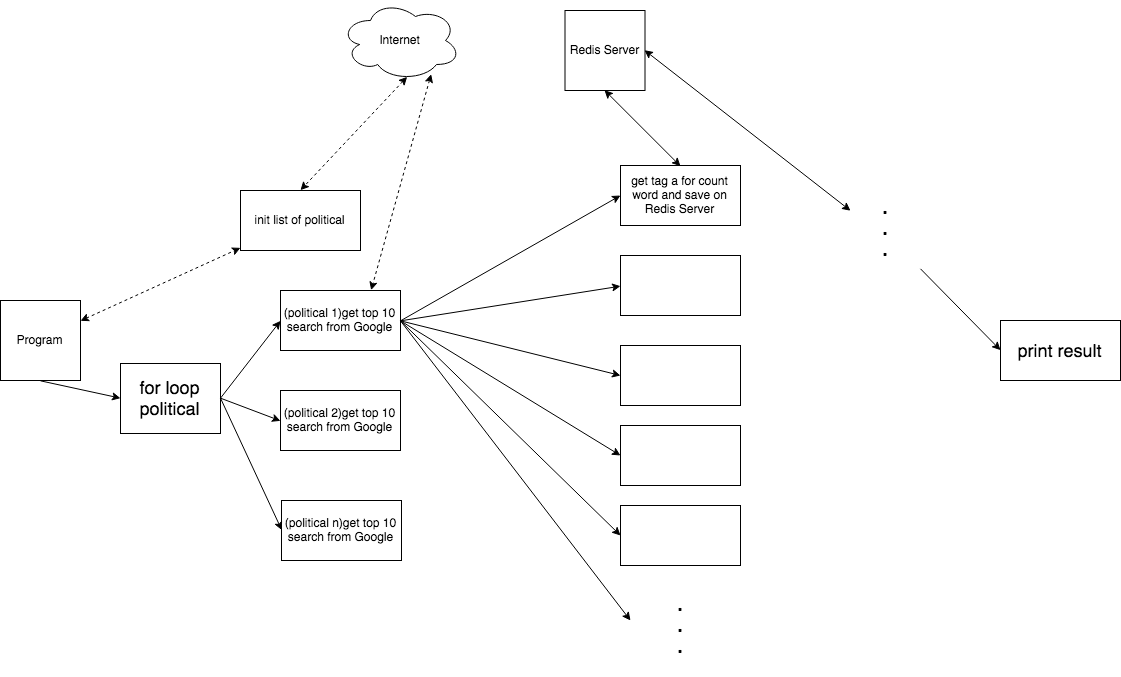 Internet
Redis Server
get tag a for count
word and save on
Redis Server
init list of political
Program
(political 1)get top 10
search from Google
for loop
political
print result
(political 2)get top 10
search from Google
(political n)get top 10
search from Google